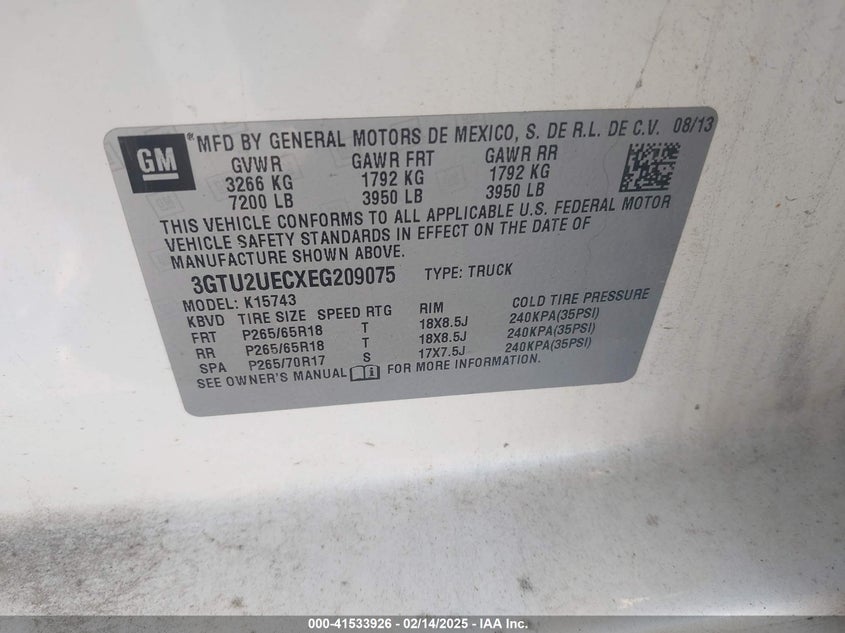 GM
® MFD BY GENERAL MOTORS DE MEXICO, S. DE R.L. DE C.V. 08/13
GVWR GAWR FRT GAWR RR
3266 KG 1792 KG 1792 KG
7200 LB 3950 LB 3950 LB
THIS VEHICLE CONFORMS TO ALL APPLICABLE U.S. FEDERAL MOTOR
VEHICLE SAFETY STANDARDS IN EFFECT ON THE DATE OF
MANUFACTURE SHOWN ABOVE.
3GTU2UECXEG209075 TYPE: TRUCK
MODEL: K15743
KBVD TIRE SIZE SPEED RTG RIM COLD TIRE PRESSURE
FRT P265/65R18 T 18X8.5J 240KPA(35PSI)
RR P265/65R18 T 18X8.5J 240KPA(35PSI)
SPA P265/70R17 S 17X7.5J 240KPA(35PSI)
SEE OWNER'S MANUAL FOR MORE INFORMATION.
000-41533926 - 02/14/2025 - IAA Inc.